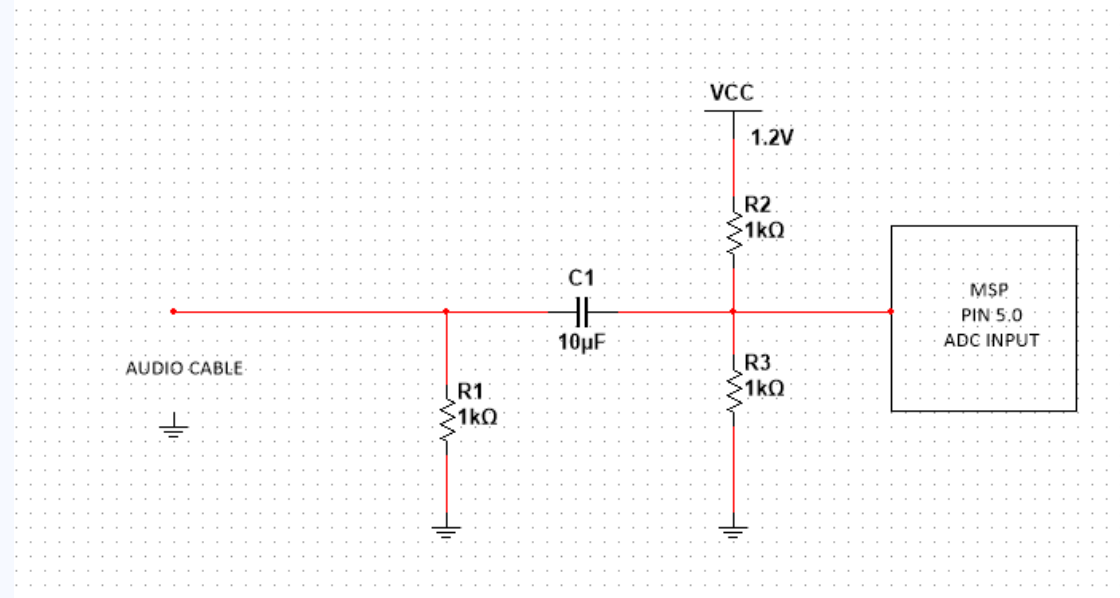 VCC
1.2V
R2
1kΩ
C1
10µF
MSP
PIN 5.0
ADC INPUT
AUDIO CABLE
R1
1kΩ
R3
1kΩ